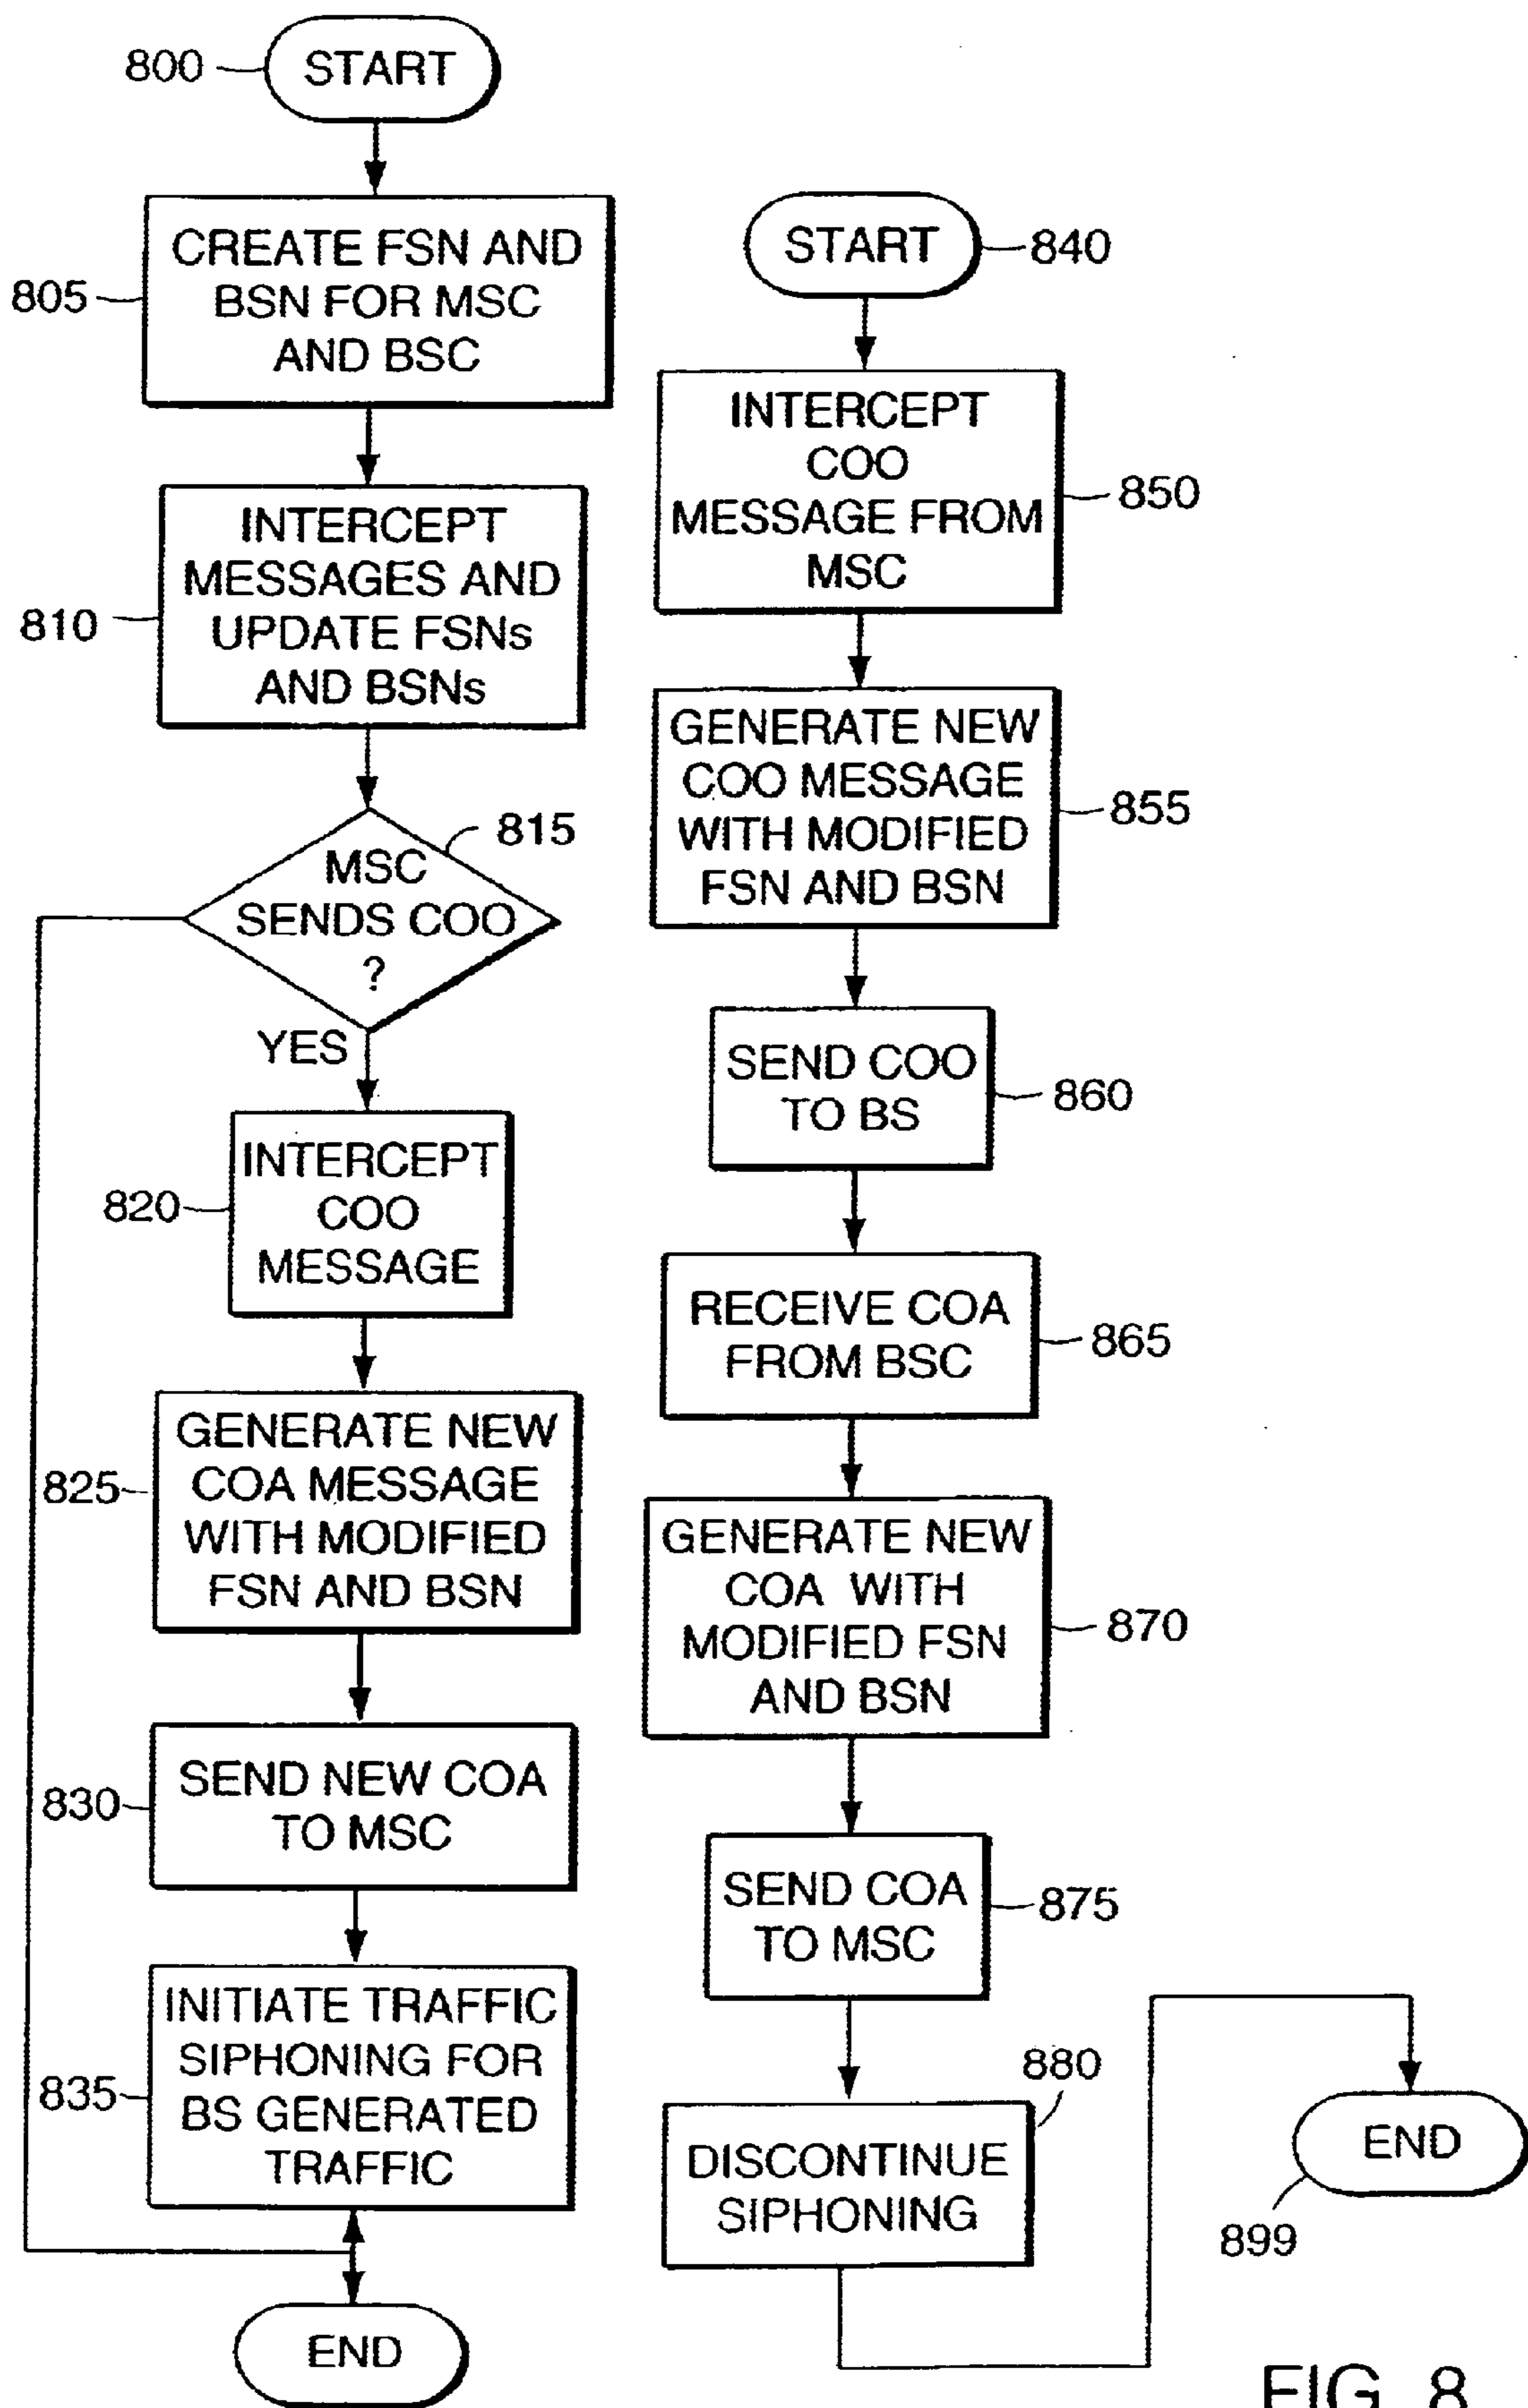 800
START
805
CREATE FSN AND
BSN FOR MSC
AND BSC
810
INTERCEPT
MESSAGES AND
UPDATE FSNs
AND BSNs
815
MSC
SENDS COO
?
YES
820
INTERCEPT
COO
MESSAGE
825
GENERATE NEW
COA MESSAGE
WITH MODIFIED
FSN AND BSN
830
SEND NEW COA
TO MSC
835
INITIATE TRAFFIC
SIPHONING FOR
BS GENERATED
TRAFFIC
END
START
840
INTERCEPT
COO
MESSAGE FROM
MSC
850
GENERATE NEW
COO MESSAGE
WITH MODIFIED
FSN AND BSN
855
SEND COO
TO BS
860
RECEIVE COA
FROM BSC
865
GENERATE NEW
COA WITH
MODIFIED FSN
AND BSN
870
SEND COA
TO MSC
875
880
DISCONTINUE
SIPHONING
END
899
FIG. 8